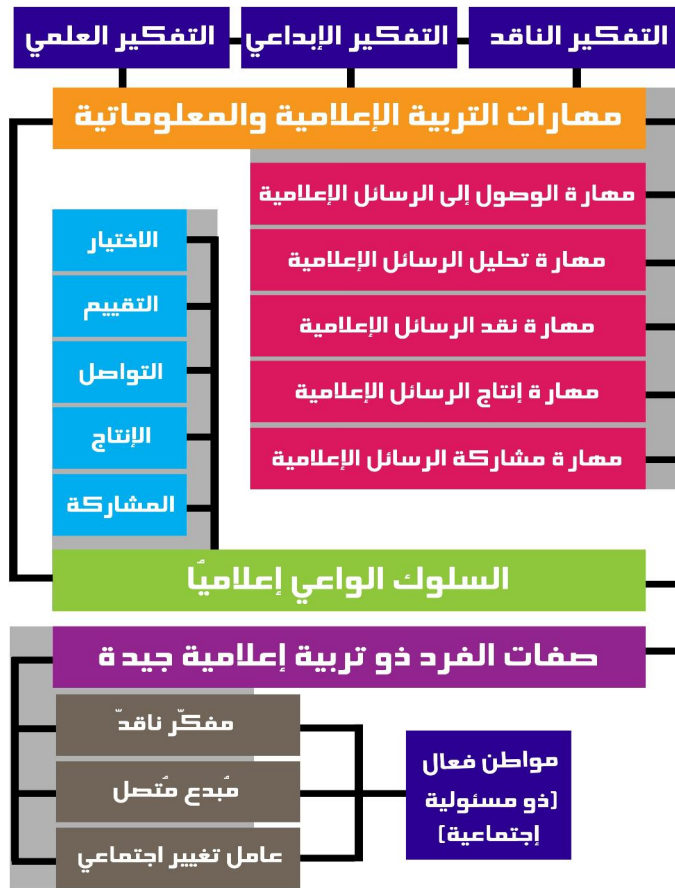 التفكير الناقد
التفكير الإبداعي
التفكير العلمي
مهارات التربية الإعلامية والمعلوماتية
مهارة الوصول إلى الرسائل الإعلامية
مهارة تحليل الرسائل الإعلامية
مهارة نقد الرسائل الإعلامية
مهارة إنتاج الرسائل الإعلامية
مهارة مشاركة الرسائل الإعلامية
الاختيار
التقييم
التواصل
الإنتاج
المشاركة
السلوك الواعي إعلاميًا
صفات الفرد ذو تربية إعلامية جيدة
مفكّر ناقدّ
مُبدع مُتصل
عامل تغيير اجتماعي
مواطن فعال
[ذو مسئولية
إجتماعية]